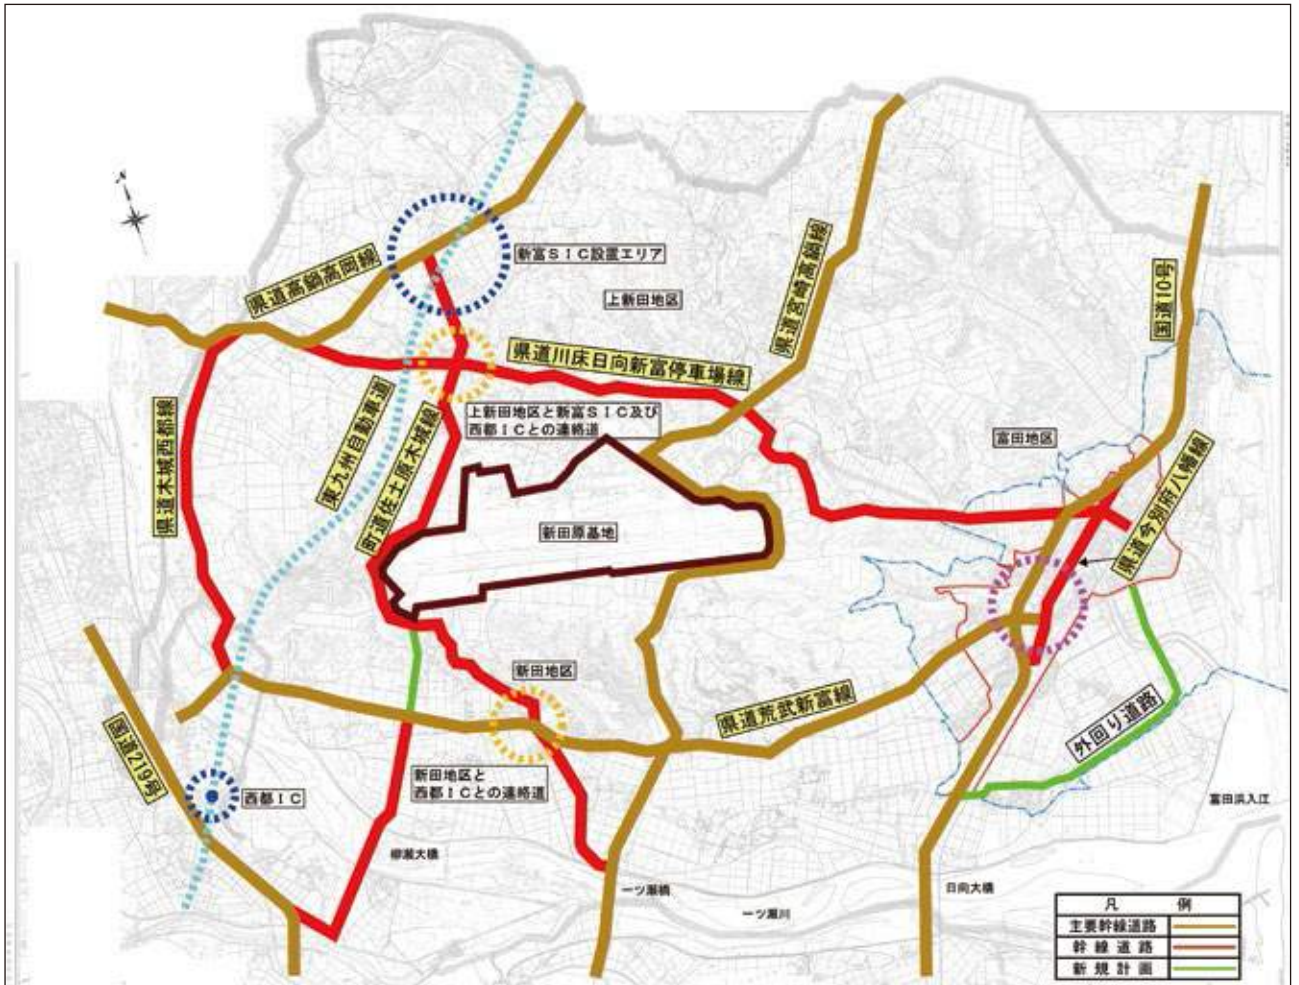 N
新富SIC設置エリア
県道高鍋高岡線
上新田地区
県道宮崎高鍋線
国道10号
県道川床日向新富停車場線
東九州自動車道
町道佐土原木城線
県道木城西都線
上新田地区と新富SIC及び
西都ICとの連絡道
富田地区
県道今別府八幡線
新田原基地
新田地区
県道荒武新富線
外回り道路
国道219号
西都IC
新田地区と
西都ICとの連絡道
富田浜入江
柳瀬大橋
一ツ瀬橋
日向大橋
一ツ瀬川
凡 例
主要幹線道路
幹線道路
新規計画